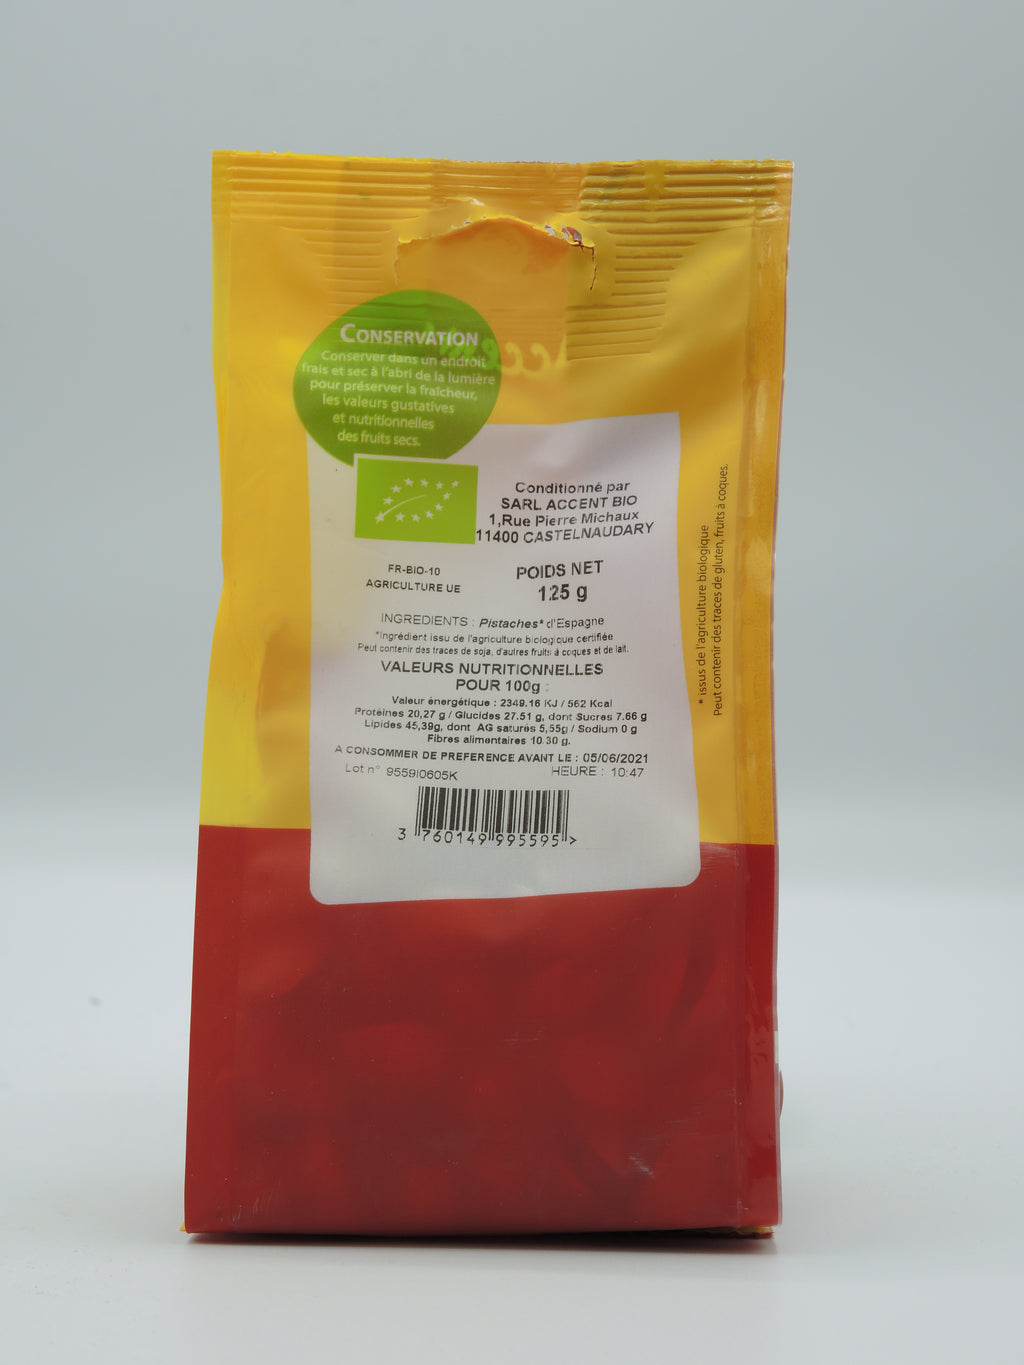 CONSERVATION
Conserver dans un endroit
frais et sec à l'abri de la lumière
pour préserver la fraîcheur,
les valeurs gustatives
et nutritionnelles
des fruits secs.
Conditionné par
SARL ACCENT BIO
1,Rue Pierre Michaux
11400 CASTELNAUDARY
FR-BIO-10
AGRICULTURE UE
POIDS NET
125 g
INGREDIENTS : Pistaches* d'Espagne
*Ingrédient issu de l'agriculture biologique certifiée
Peut contenir des traces de soja, d'autres fruits à coques et de lait.
VALEURS NUTRITIONNELLES
POUR 100g :
Valeur énergétique : 2349.16 KJ / 562 Kcal
Protéines 20,27 g / Glucides 27.51 g, dont Sucres 7.66 g
Lipides 45,39g, dont AG saturés 5,55g / Sodium 0 g
Fibres alimentaires 10.30 g.
A CONSOMMER DE PREFERENCE AVANT LE : 05/06/2021
Lot n° 9559I0605K HEURE : 10:47
3 760149 995595 >
* issus de l'agriculture biologique
Peut contenir des traces de gluten, fruits à coques.